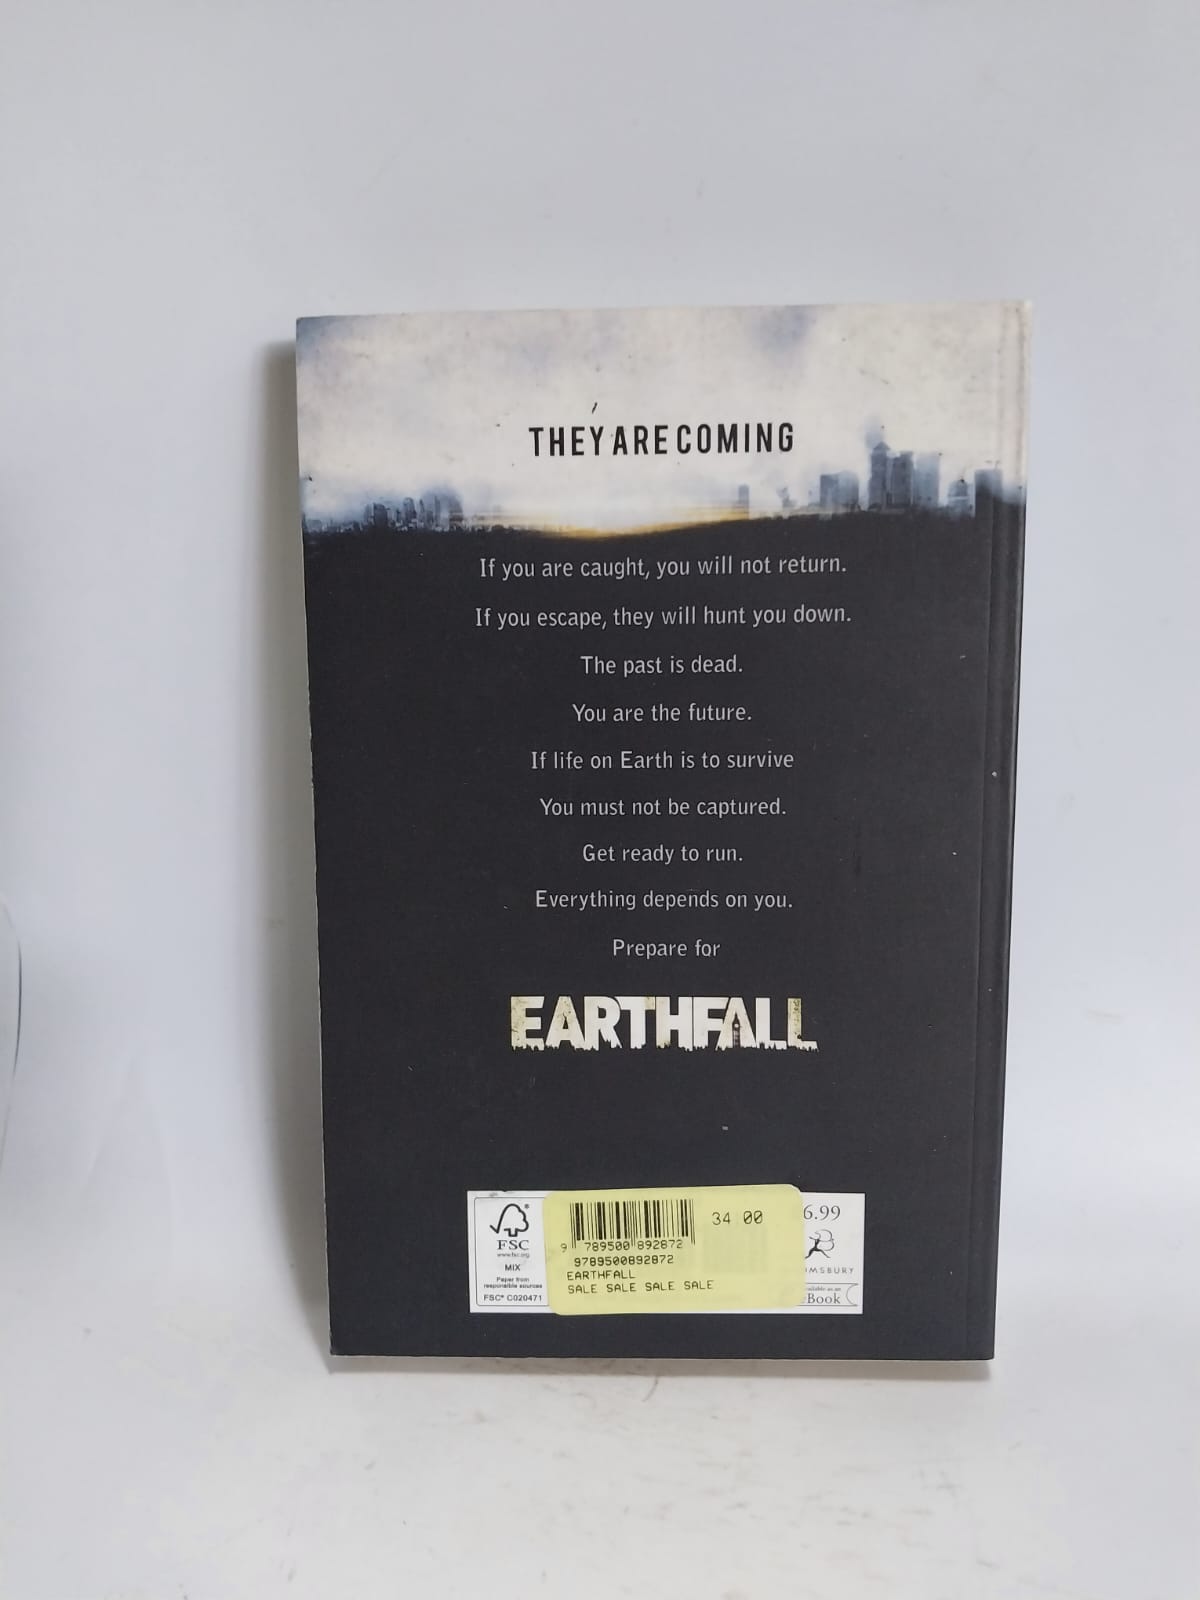 THEY ARE COMING
If you are caught, you will not return.
If you escape, they will hunt you down.
The past is dead.
You are the future.
If life on Earth is to survive
You must not be captured.
Get ready to run.
Everything depends on you.
Prepare for
EARTHFALL
FSC
www.fsc.org
MIX
Paper from
responsible sources
FSC® C020471
34 00
9 789500 892872
9789500892872
EARTHFALL
SALE SALE SALE SALE
6.99
OMSBURY
Book